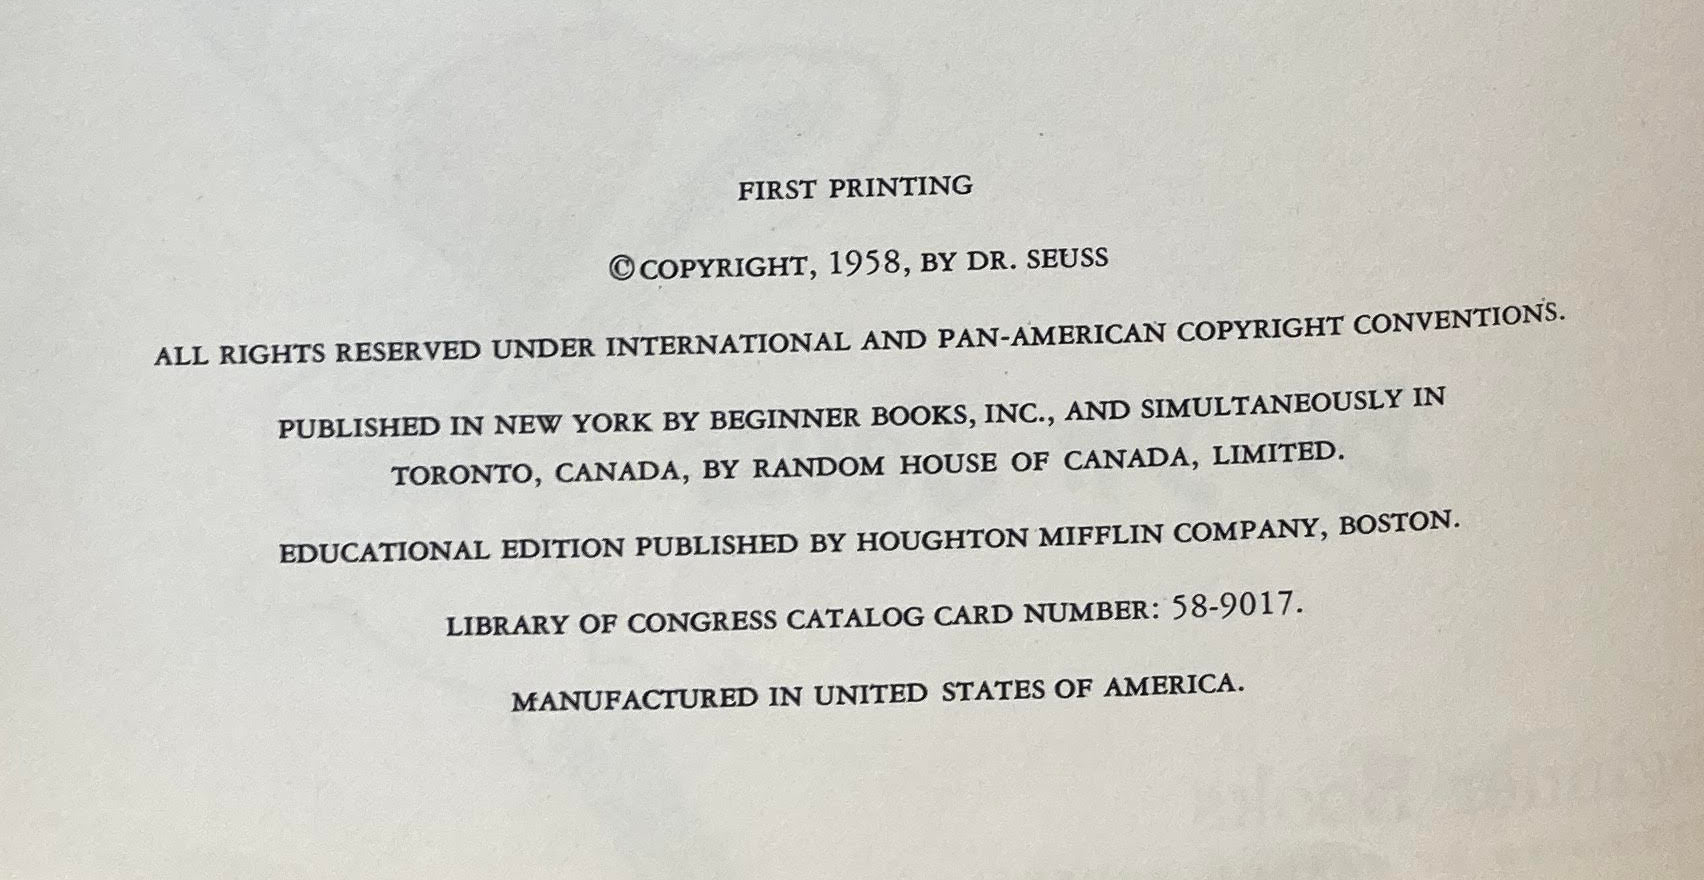 FIRST PRINTING
© COPYRIGHT, 1958, BY DR. SEUSS
ALL RIGHTS RESERVED UNDER INTERNATIONAL AND PAN-AMERICAN COPYRIGHT CONVENTIONS.
PUBLISHED IN NEW YORK BY BEGINNER BOOKS, INC., AND SIMULTANEOUSLY IN
TORONTO, CANADA, BY RANDOM HOUSE OF CANADA, LIMITED.
EDUCATIONAL EDITION PUBLISHED BY HOUGHTON MIFFLIN COMPANY, BOSTON.
LIBRARY OF CONGRESS CATALOG CARD NUMBER: 58-9017.
MANUFACTURED IN UNITED STATES OF AMERICA.